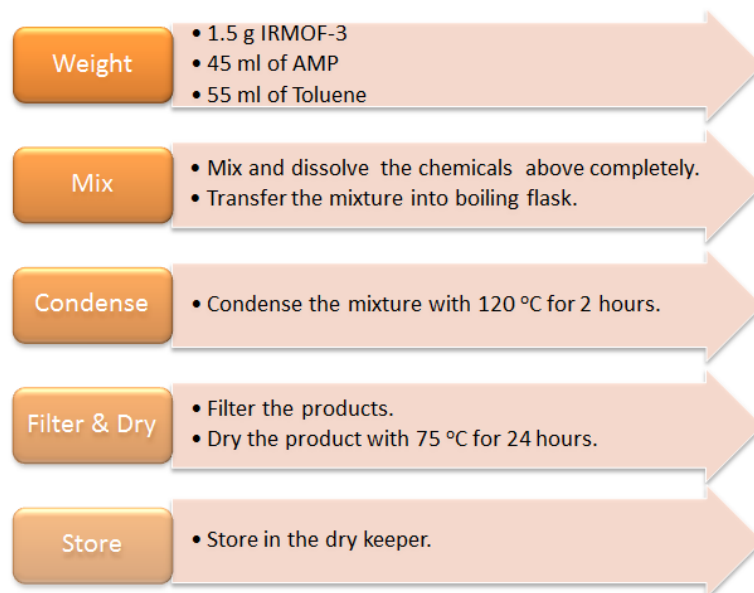 Weight
• 1.5 g IRMOF-3
• 45 ml of AMP
• 55 ml of Toluene
Mix
• Mix and dissolve the chemicals above completely.
• Transfer the mixture into boiling flask.
Condense
• Condense the mixture with 120 °C for 2 hours.
Filter & Dry
• Filter the products.
• Dry the product with 75 °C for 24 hours.
Store
• Store in the dry keeper.